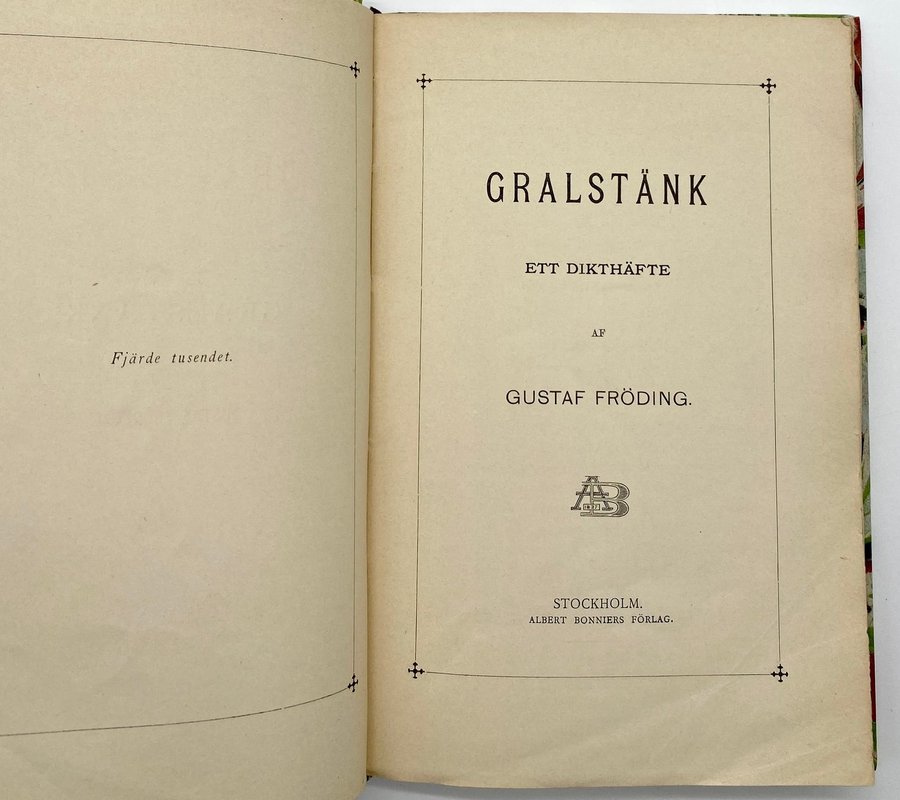 Fjärde tusendet.
GRALSTÄNK
ETT DIKTHÄFTE
AF
GUSTAF FRÖDING.
AB
STOCKHOLM.
ALBERT BONNIERS FÖRLAG.